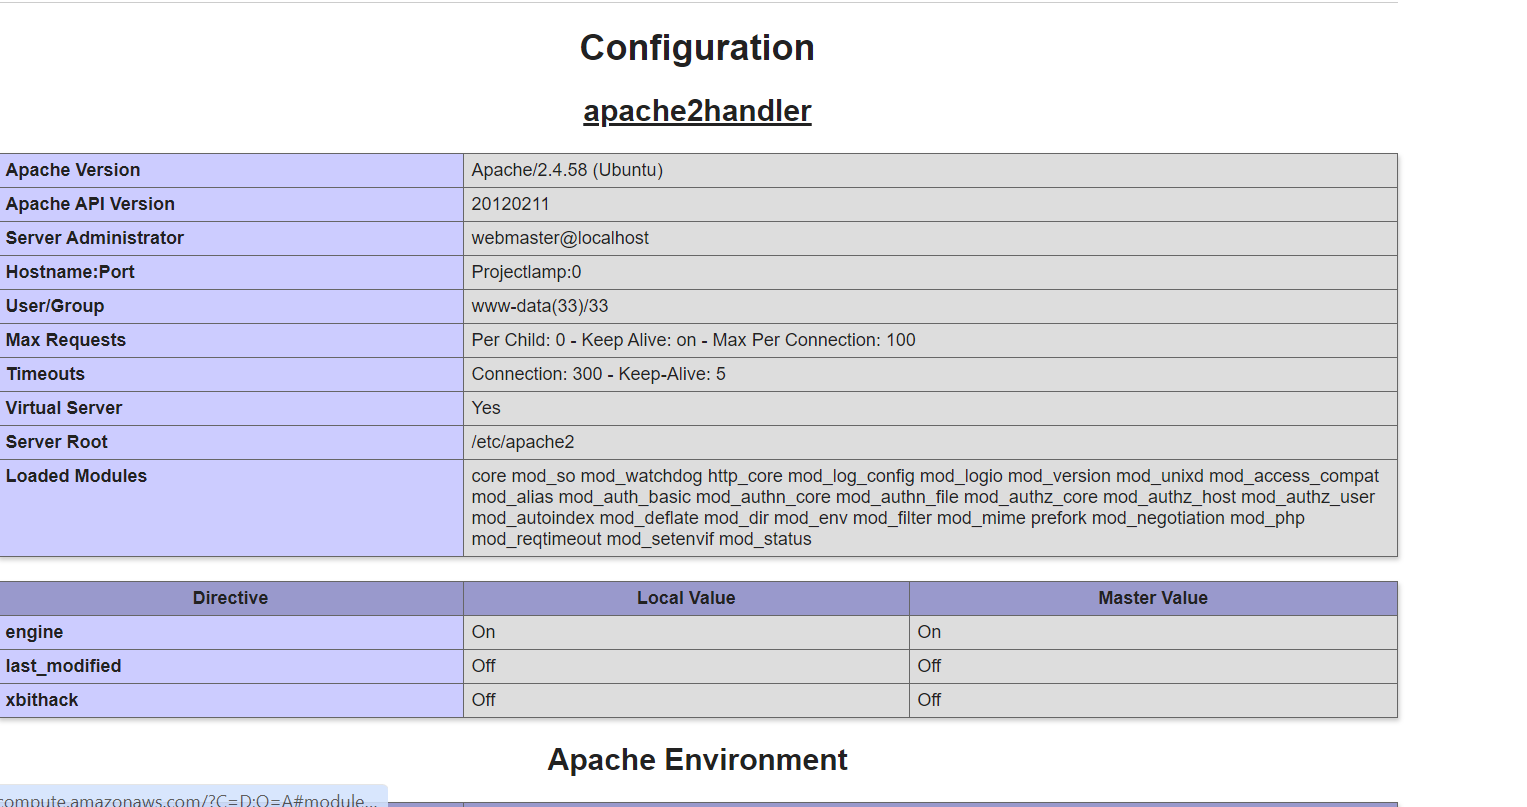 Configuration
apache2handler
Apache Version Apache/2.4.58 (Ubuntu)
Apache API Version 20120211
Server Administrator webmaster@localhost
Hostname:Port Projectlamp:0
User/Group www-data(33)/33
Max Requests Per Child: 0 - Keep Alive: on - Max Per Connection: 100
Timeouts Connection: 300 - Keep-Alive: 5
Virtual Server Yes
Server Root /etc/apache2
Loaded Modules core mod_so mod_watchdog http_core mod_log_config mod_logio mod_version mod_unixd mod_access_compat
mod_alias mod_auth_basic mod_authn_core mod_authn_file mod_authz_core mod_authz_host mod_authz_user
mod_autoindex mod_deflate mod_dir mod_env mod_filter mod_mime prefork mod_negotiation mod_php
mod_reqtimeout mod_setenvif mod_status
Directive Local Value Master Value
engine On On
last_modified Off Off
xbithack Off Off
Apache Environment
compute.amazonaws.com/?C=D;O=A#module...